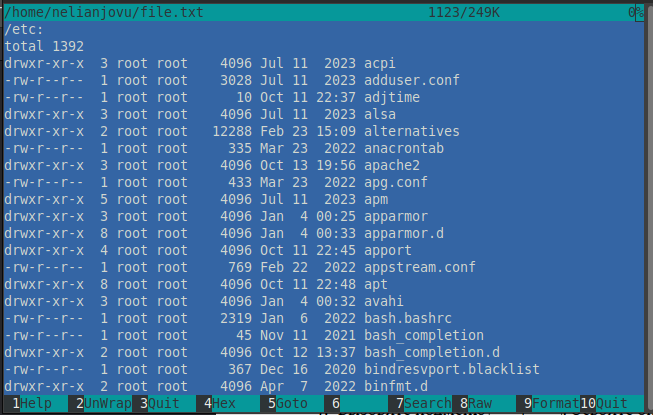 /home/nelianjovu/file.txt 1123/249K 0%
/etc:
total 1392
drwxr-xr-x 3 root root 4096 Jul 11 2023 acpi
-rw-r--r-- 1 root root 3028 Jul 11 2023 adduser.conf
-rw-r--r-- 1 root root 10 Oct 11 22:37 adjtime
drwxr-xr-x 3 root root 4096 Jul 11 2023 alsa
drwxr-xr-x 2 root root 12288 Feb 23 15:09 alternatives
-rw-r--r-- 1 root root 335 Mar 23 2022 anacrontab
drwxr-xr-x 3 root root 4096 Oct 13 19:56 apache2
-rw-r--r-- 1 root root 433 Mar 23 2022 apg.conf
drwxr-xr-x 5 root root 4096 Jul 11 2023 apm
drwxr-xr-x 3 root root 4096 Jan 4 00:25 apparmor
drwxr-xr-x 8 root root 4096 Jan 4 00:33 apparmor.d
drwxr-xr-x 4 root root 4096 Oct 11 22:45 apport
-rw-r--r-- 1 root root 769 Feb 22 2022 appstream.conf
drwxr-xr-x 8 root root 4096 Oct 11 22:48 apt
drwxr-xr-x 3 root root 4096 Jan 4 00:32 avahi
-rw-r--r-- 1 root root 2319 Jan 6 2022 bash.bashrc
-rw-r--r-- 1 root root 45 Nov 11 2021 bash_completion
drwxr-xr-x 2 root root 4096 Oct 12 13:37 bash_completion.d
-rw-r--r-- 1 root root 367 Dec 16 2020 bindresvport.blacklist
drwxr-xr-x 2 root root 4096 Apr 7 2022 binfmt.d
1Help 2UnWrap 3Quit 4Hex 5Goto 6 7Search 8Raw 9Format 10Quit